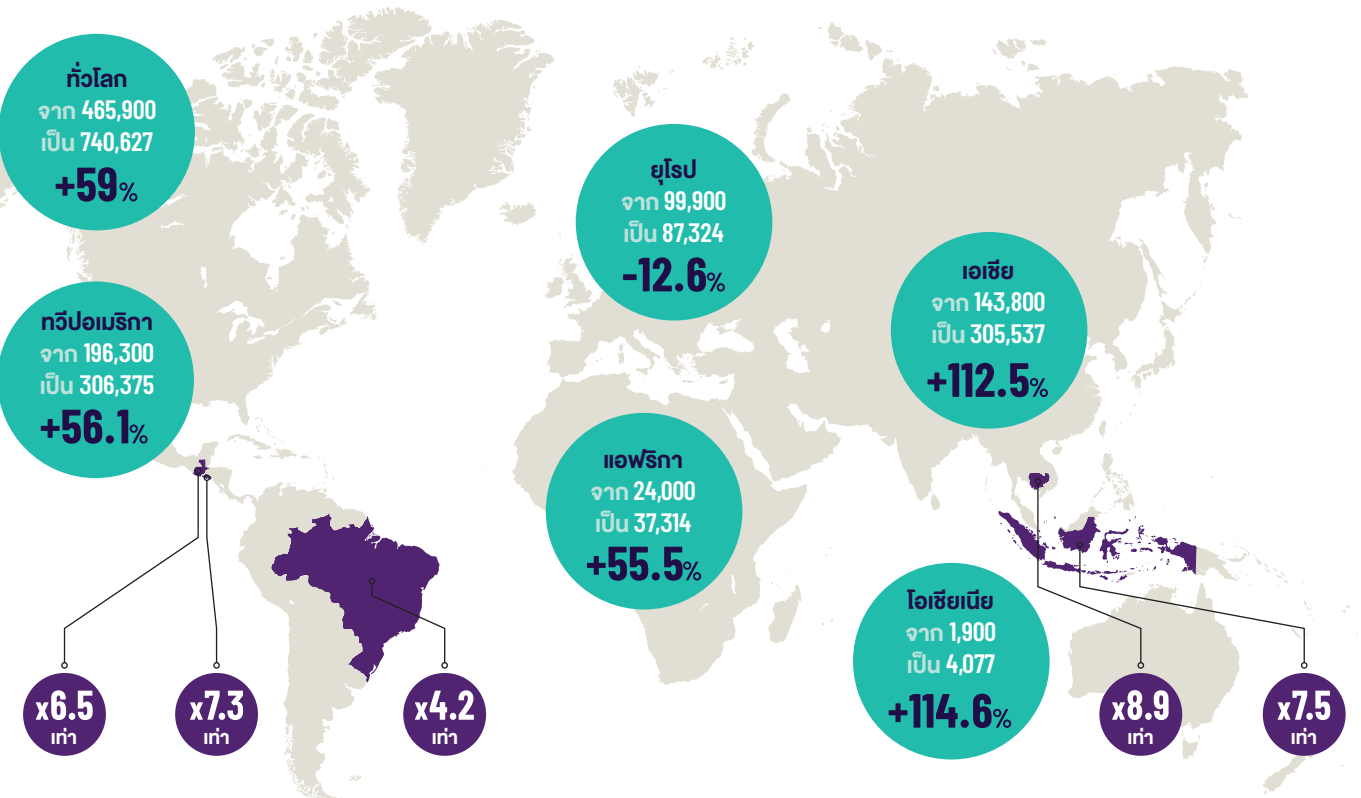 ทั่วโลก
จาก 465,900
เป็น 740,627
+59%
ทวีปอเมริกา
จาก 196,300
เป็น 306,375
+56.1%
ยุโรป
จาก 99,900
เป็น 87,324
-12.6%
แอฟริกา
จาก 24,000
เป็น 37,314
+55.5%
เอเชีย
จาก 143,800
เป็น 305,537
+112.5%
โอเชียเนีย
จาก 1,900
เป็น 4,077
+114.6%
x6.5
เท่า
x7.3
เท่า
x4.2
เท่า
x8.9
เท่า
x7.5
เท่า